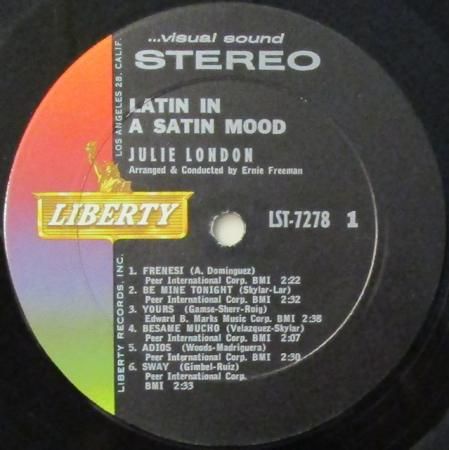 ...visual sound
STEREO
LATIN IN
A SATIN MOOD
JULIE LONDON
Arranged & Conducted by Ernie Freeman
LOS ANGELES 28, CALIF.
LIBERTY
LIBERTY RECORDS, INC.
LST-7278 1
1. FRENESI (A. Dominguez)
Peer International Corp. BMI 2:22
2. BE MINE TONIGHT (Skylar-Lar)
Peer International Corp. BMI 2:32
3. YOURS (Gamse-Sherr-Roig)
Edward B. Marks Music Corp. BMI 2:38
4. BESAME MUCHO (Velazquez-Skylar)
Peer International Corp. BMI 2:07
5. ADIOS (Woods-Madriguera)
Peer International Corp. BMI 2:30
6. SWAY (Gimbel-Ruiz)
Peer International Corp.
BMI 2:33